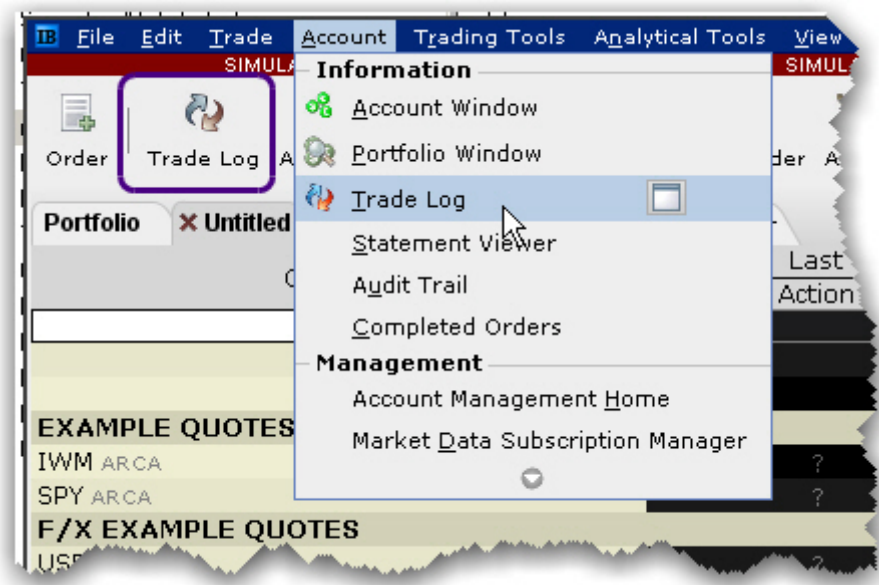 IB File Edit Trade Account Trading Tools Analytical Tools View
SIMUL
Information
SIMUL
Account Window
Portfolio Window
Trade Log
Statement Viewer
Audit Trail
Completed Orders
Management
Account Management Home
Market Data Subscription Manager
Order
Trade Log
A
der
A
Portfolio
Untitled
Last
Action
EXAMPLE QUOTES
IWM ARCA
?
SPY ARCA
?
F/X EXAMPLE QUOTES
?